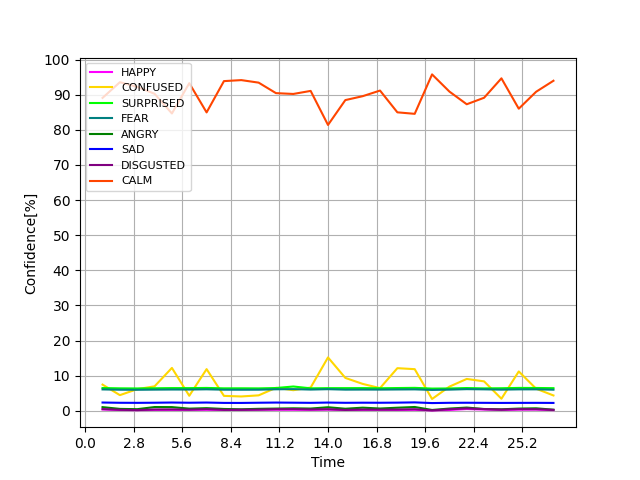 100
90
80
70
60
50
40
30
20
10
0
Confidence[%]
HAPPY
CONFUSED
SURPRISED
FEAR
ANGRY
SAD
DISGUSTED
CALM
0.0 2.8 5.6 8.4 11.2 14.0 16.8 19.6 22.4 25.2
Time